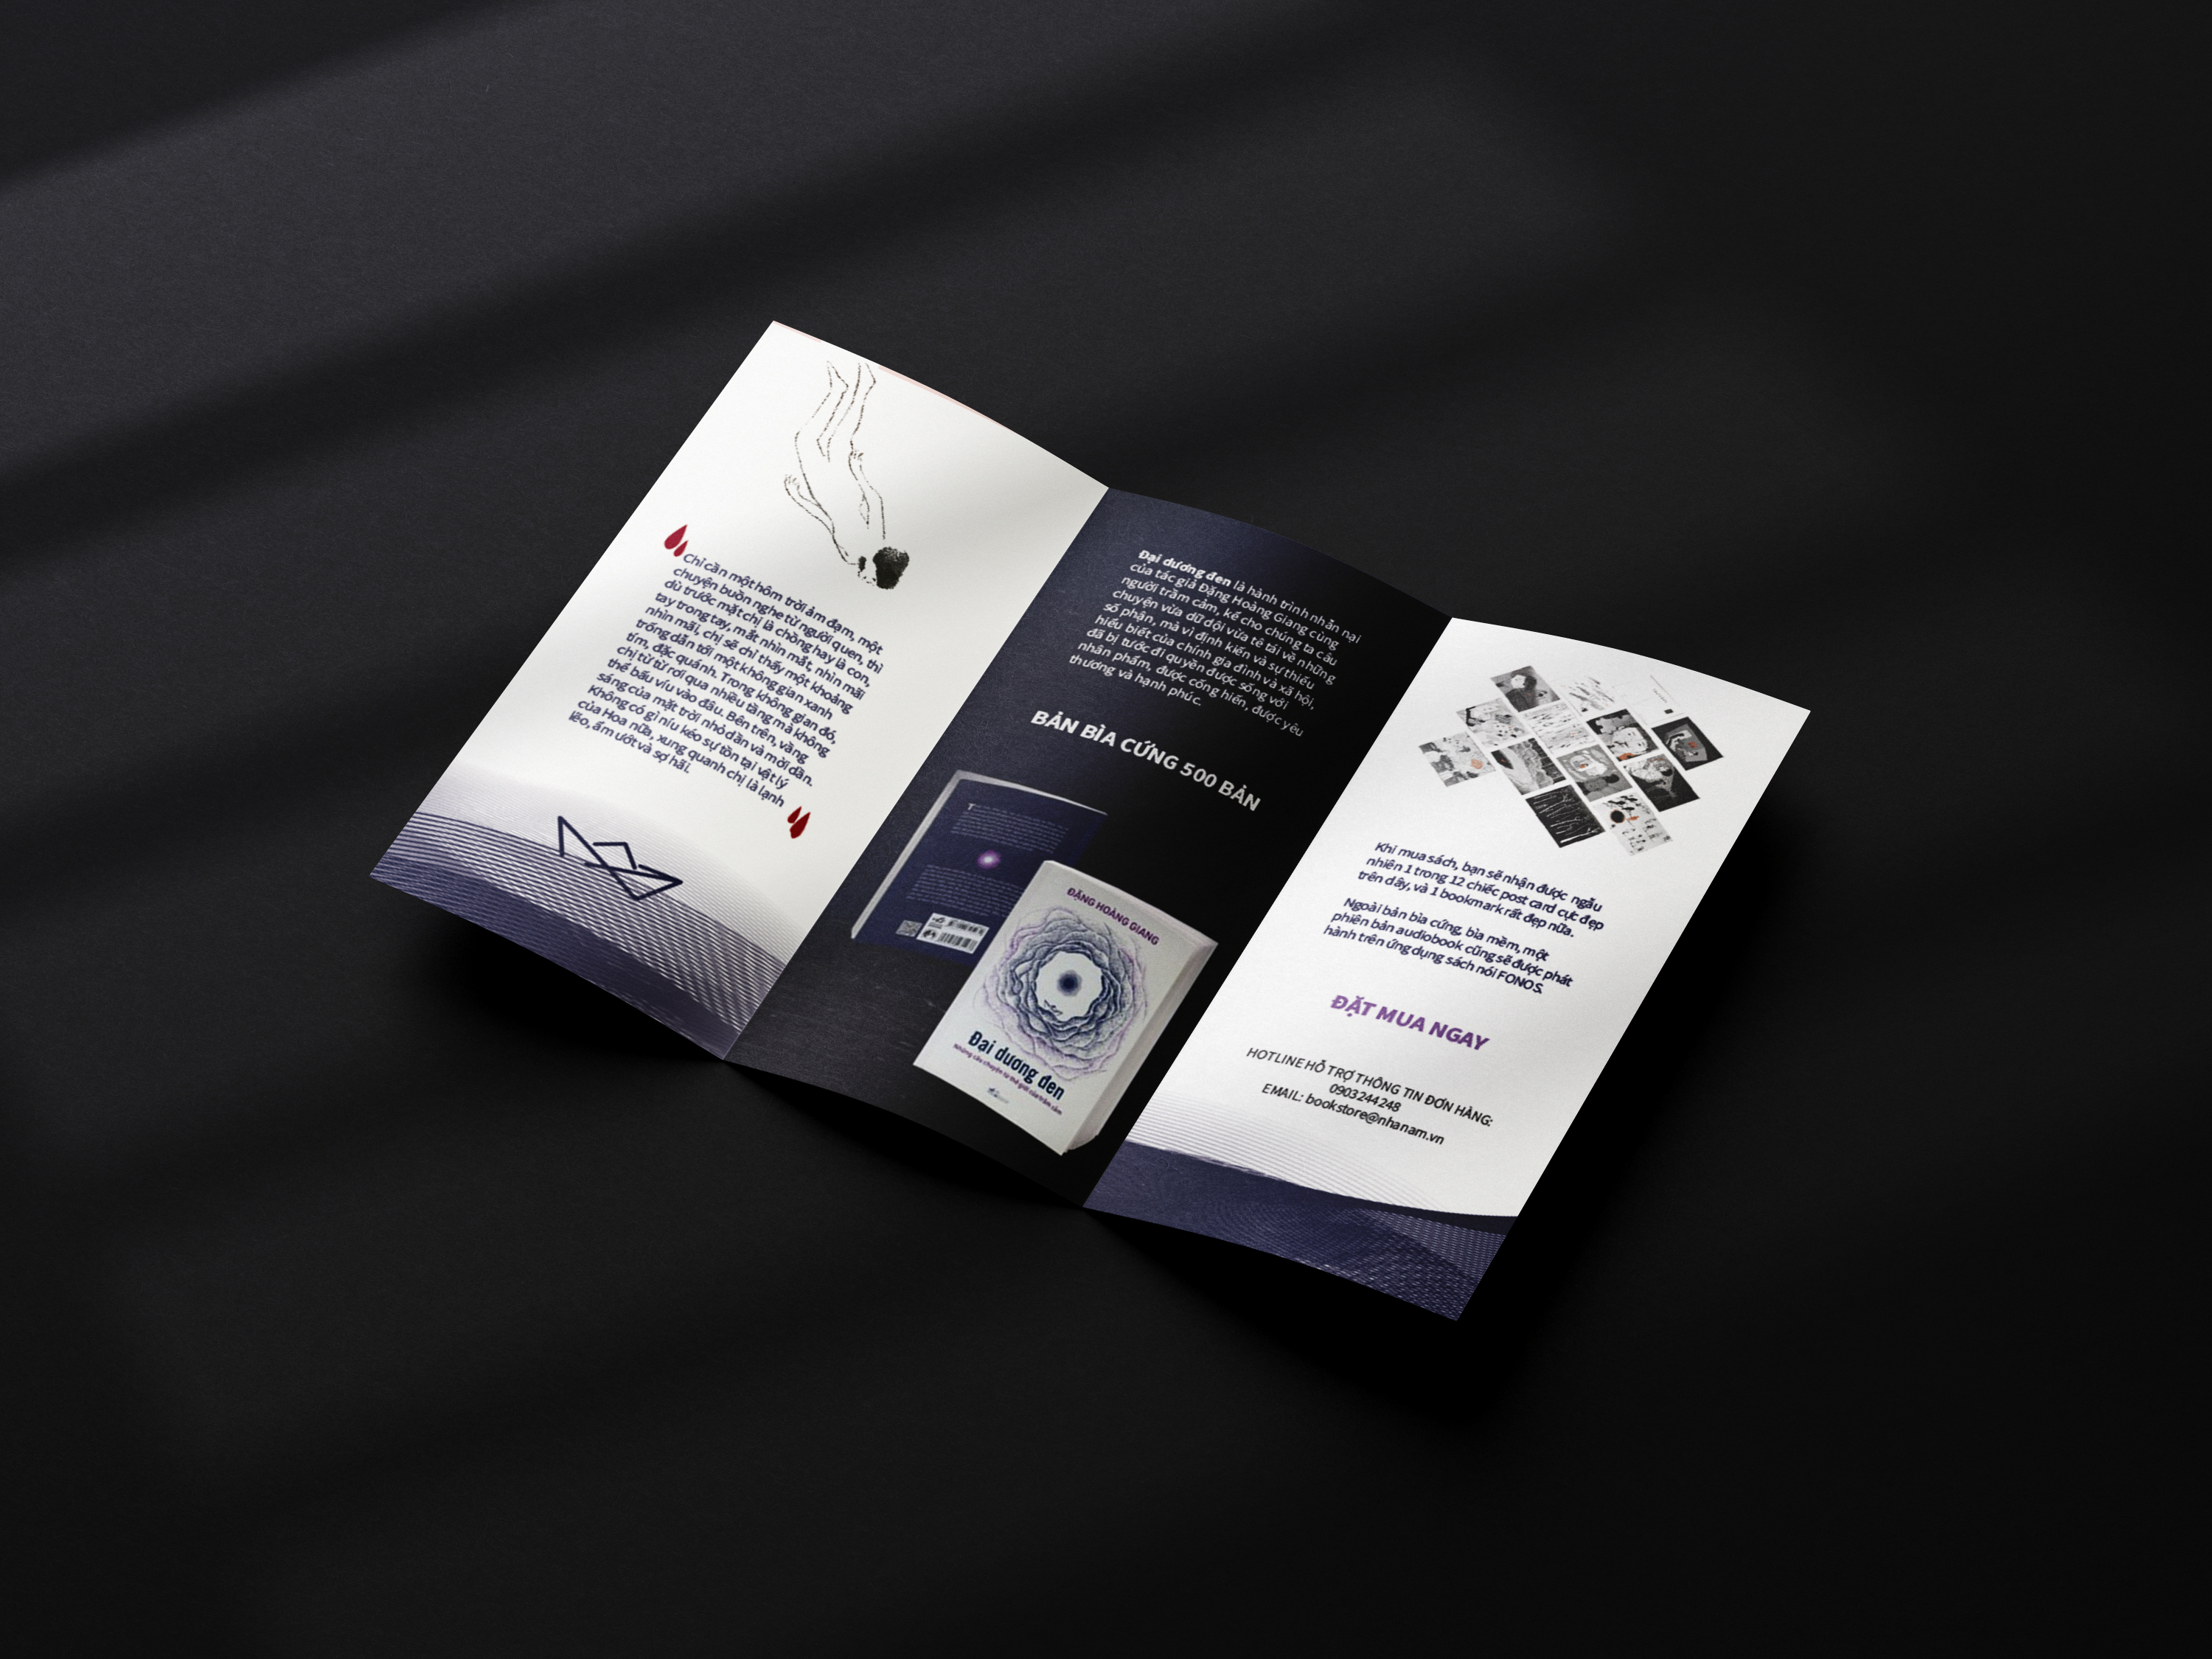 Chỉ cần một hôm trời ảm đạm, một
chuyện buồn nghe từ người quen, thì
dù trước mặt chị là chồng hay là con,
tay trong tay, mắt nhìn mắt, nhìn mãi
nhìn mãi, chị sẽ chỉ thấy một khoảng
trống dẫn tới một không gian xanh
tím, đặc quánh. Trong không gian đó,
chị từ từ rơi qua nhiều tầng mà không
thể bấu víu vào đâu. Bên trên, vầng
sáng của mặt trời nhỏ dần và mời dần.
Không có gì níu kéo sự tồn tại vật lý
của Hoa nữa, xung quanh chị là lạnh
lẽo, ẩm ướt và sợ hãi.
Đại dương đen là hành trình nhẫn nại
của tác giả Đặng Hoàng Giang cùng
người trầm cảm, kể cho chúng ta câu
chuyện vừa dữ dội vừa tê tái về những
số phận, mà vì định kiến và sự thiếu
hiểu biết của chính gia đình và xã hội,
đã bị tước đi quyền được sống với
nhân phẩm, được cống hiến, được yêu
thương và hạnh phúc.
BẢN BÌA CỨNG 500 BẢN
ĐẶNG HOÀNG GIANG
Đại dương đen
Những câu chuyện từ thế giới của trầm cảm
Khi mua sách, bạn sẽ nhận được ngẫu
nhiên 1 trong 12 chiếc post card cực đẹp
trên đây, và 1 bookmark rất đẹp nữa.
Ngoài bản bìa cứng, bìa mềm, một
phiên bản audiobook cũng sẽ được phát
hành trên ứng dụng sách nói FONOS.
ĐẶT MUA NGAY
HOTLINE HỖ TRỢ THÔNG TIN ĐƠN HÀNG:
0903244248
EMAIL: bookstore@nhanam.vn